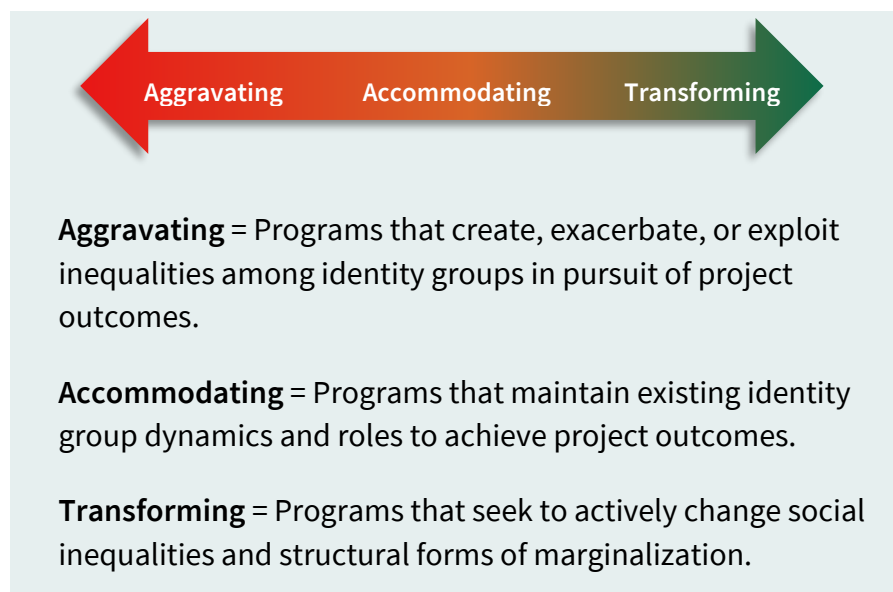 Aggravating Accommodating Transforming
Aggravating = Programs that create, exacerbate, or exploit
inequalities among identity groups in pursuit of project
outcomes.
Accommodating = Programs that maintain existing identity
group dynamics and roles to achieve project outcomes.
Transforming = Programs that seek to actively change social
inequalities and structural forms of marginalization.